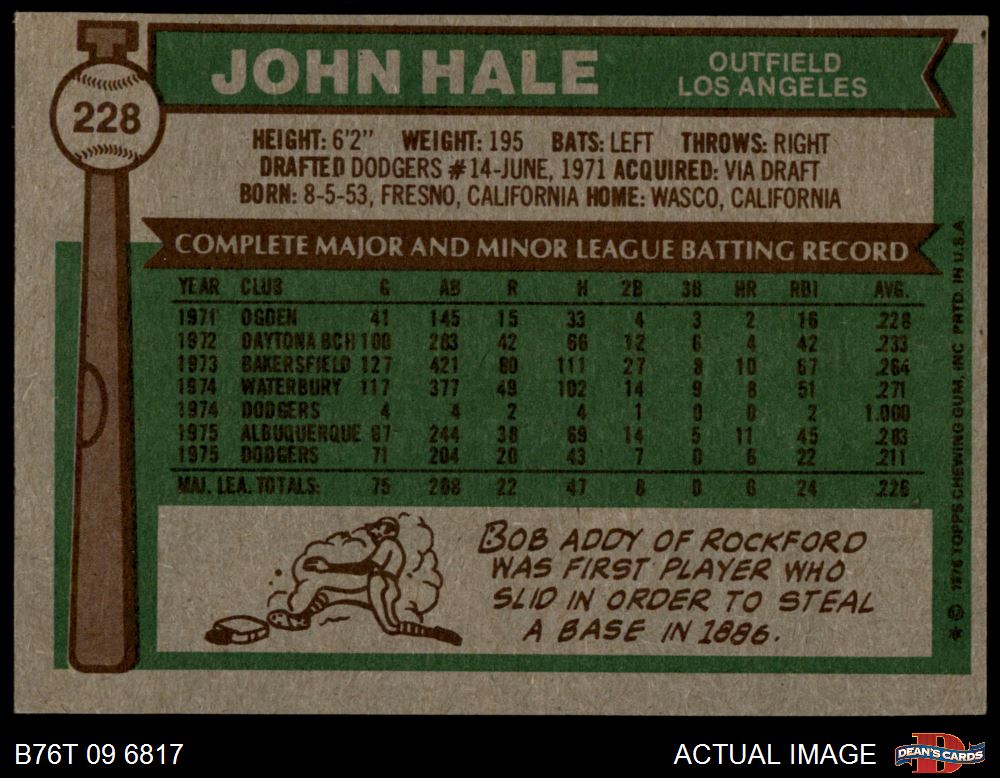 228
JOHN HALE
OUTFIELD
LOS ANGELES
HEIGHT: 6'2" WEIGHT: 195 BATS: LEFT THROWS: RIGHT
DRAFTED DODGERS #14-JUNE, 1971 ACQUIRED: VIA DRAFT
BORN: 8-5-53, FRESNO, CALIFORNIA HOME: WASCO, CALIFORNIA
COMPLETE MAJOR AND MINOR LEAGUE BATTING RECORD
YEAR CLUB G AB R H 2B 3B HR RBI AVG.
1971 OGDEN 41 145 15 33 4 3 2 16 .228
1972 DAYTONA BCH 100 283 42 66 12 6 4 42 .233
1973 BAKERSFIELD 127 421 80 111 27 8 10 67 .264
1974 WATERBURY 117 377 49 102 14 9 8 51 .271
1974 DODGERS 4 4 2 4 1 0 0 2 1.000
1975 ALBUQUERQUE 67 244 38 69 14 5 11 45 .283
1975 DODGERS 71 204 20 43 7 0 6 22 .211
MAJ. LEA. TOTALS: 75 208 22 47 8 0 6 24 .226
BOB ADDY OF ROCKFORD
WAS FIRST PLAYER WHO
SLID IN ORDER TO STEAL
A BASE IN 1886.
* © 1976 TOPPS CHEWING GUM, INC PRTD. IN U.S.A.
B76T 09 6817
ACTUAL IMAGE
DEAN'S CARDS